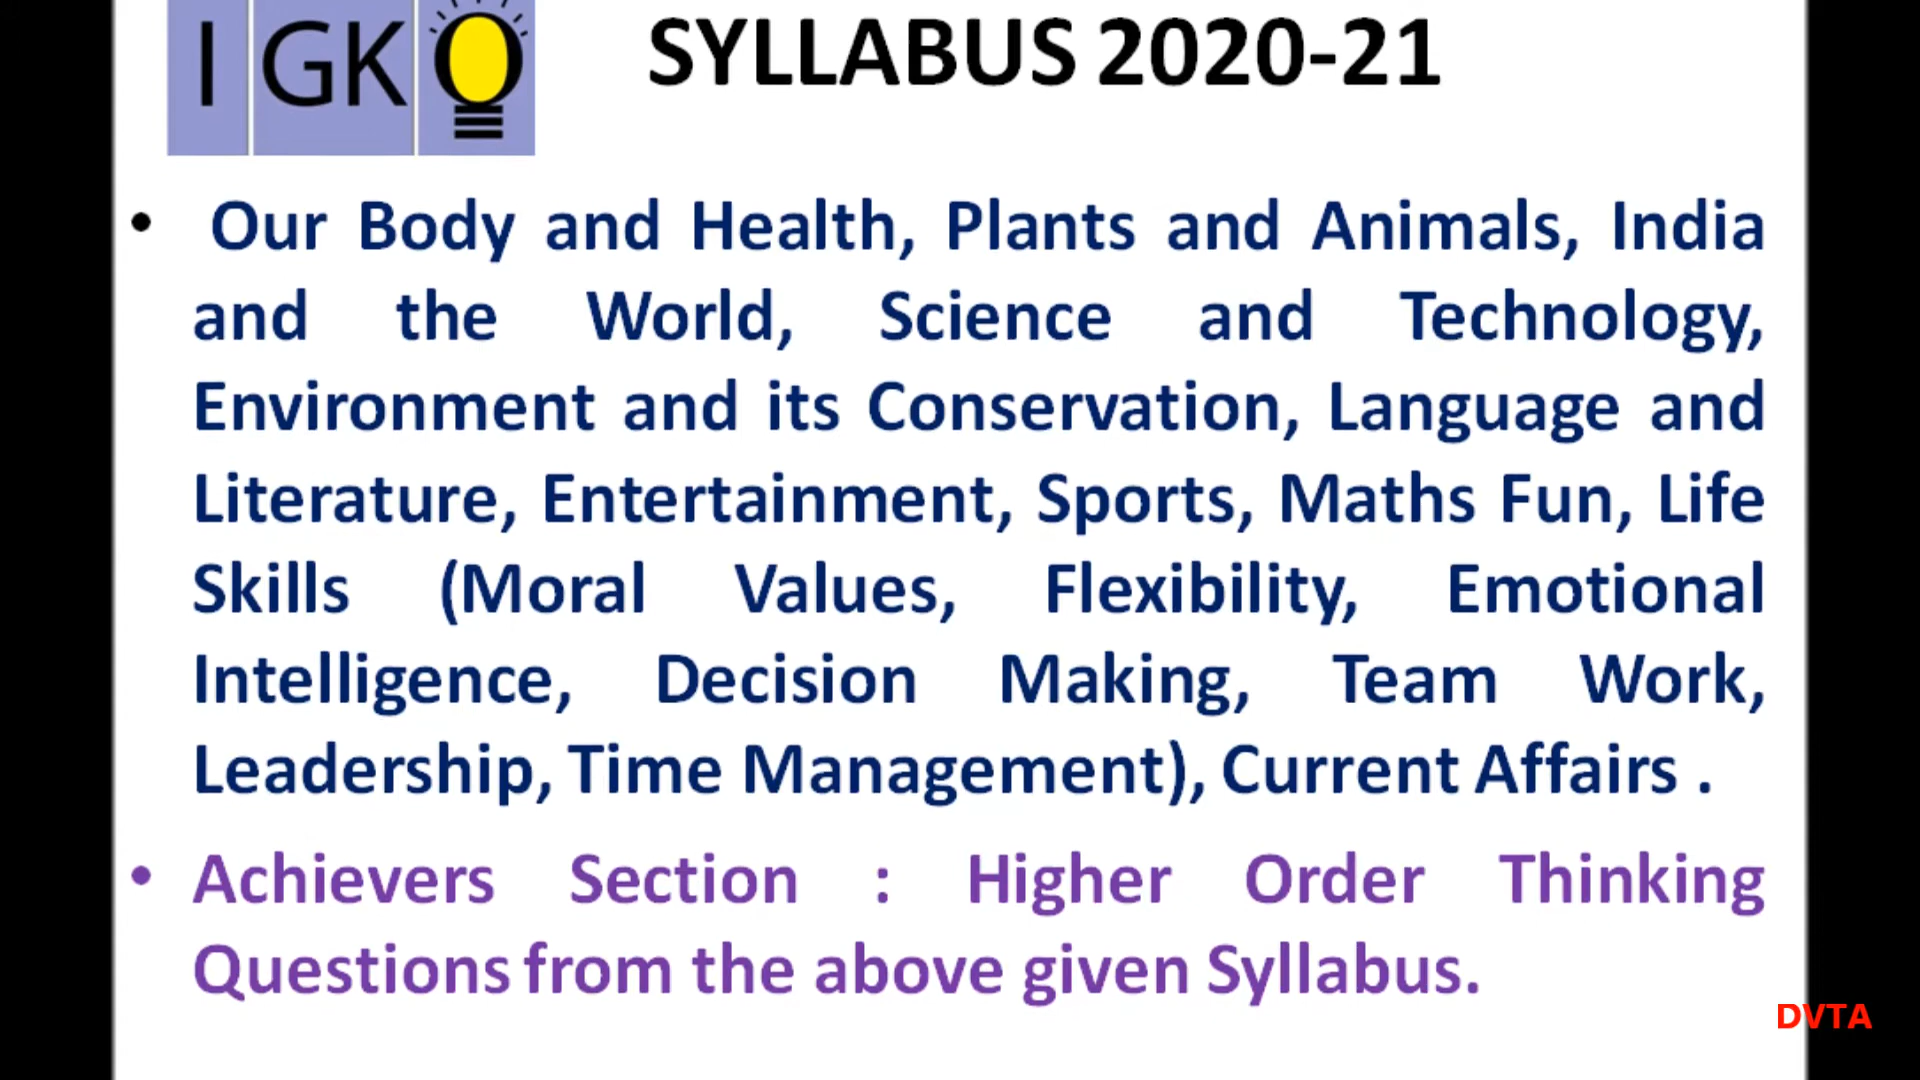 IGKO
SYLLABUS 2020-21
• Our Body and Health, Plants and Animals, India
and the World, Science and Technology,
Environment and its Conservation, Language and
Literature, Entertainment, Sports, Maths Fun, Life
Skills (Moral Values, Flexibility, Emotional
Intelligence, Decision Making, Team Work,
Leadership, Time Management), Current Affairs .
• Achievers Section : Higher Order Thinking
Questions from the above given Syllabus.
DVTA